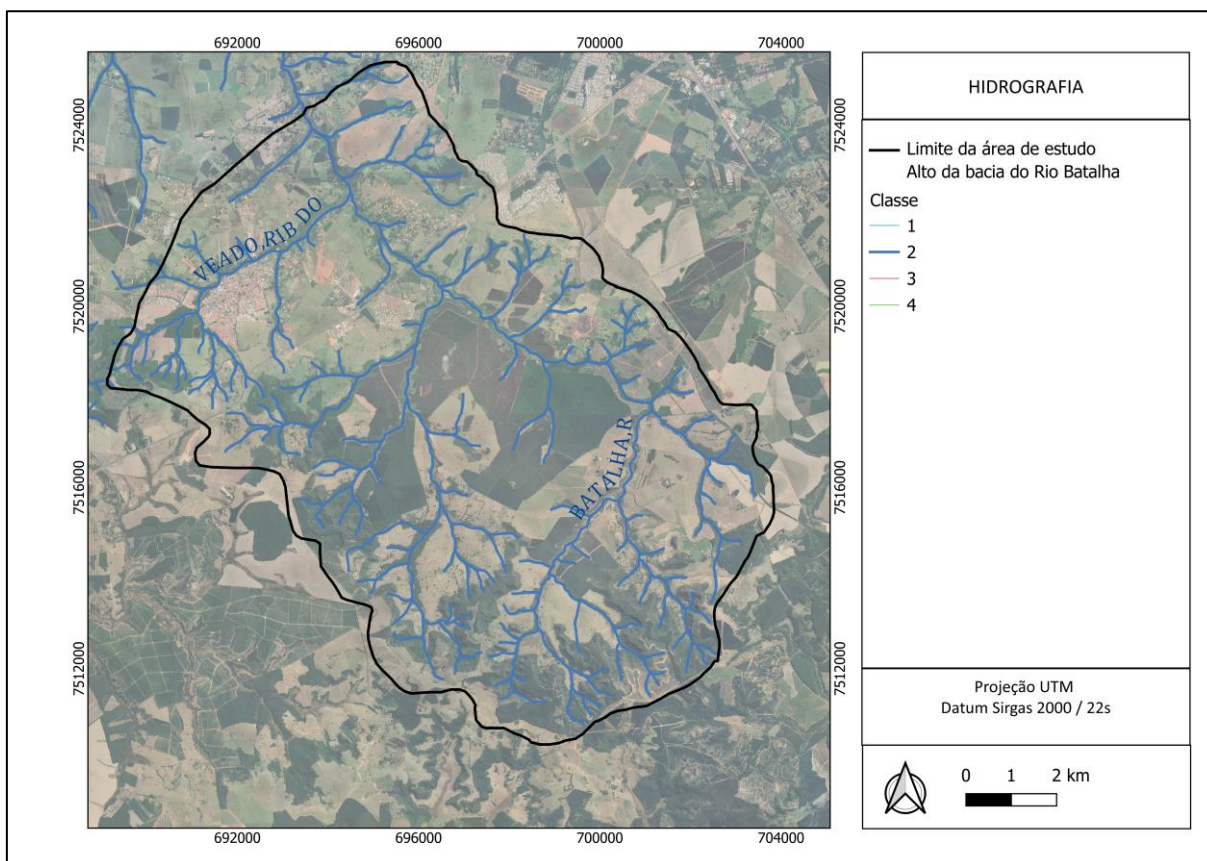 692000 696000 700000 704000
7524000
7520000
7516000
7512000
VEADO,RIB DO
BATALHA,R
7524000
7520000
7516000
7512000
692000 696000 700000 704000
HIDROGRAFIA
Limite da área de estudo
Alto da bacia do Rio Batalha
Classe
1
2
3
4
Projeção UTM
Datum Sirgas 2000 / 22s
0 1 2 km